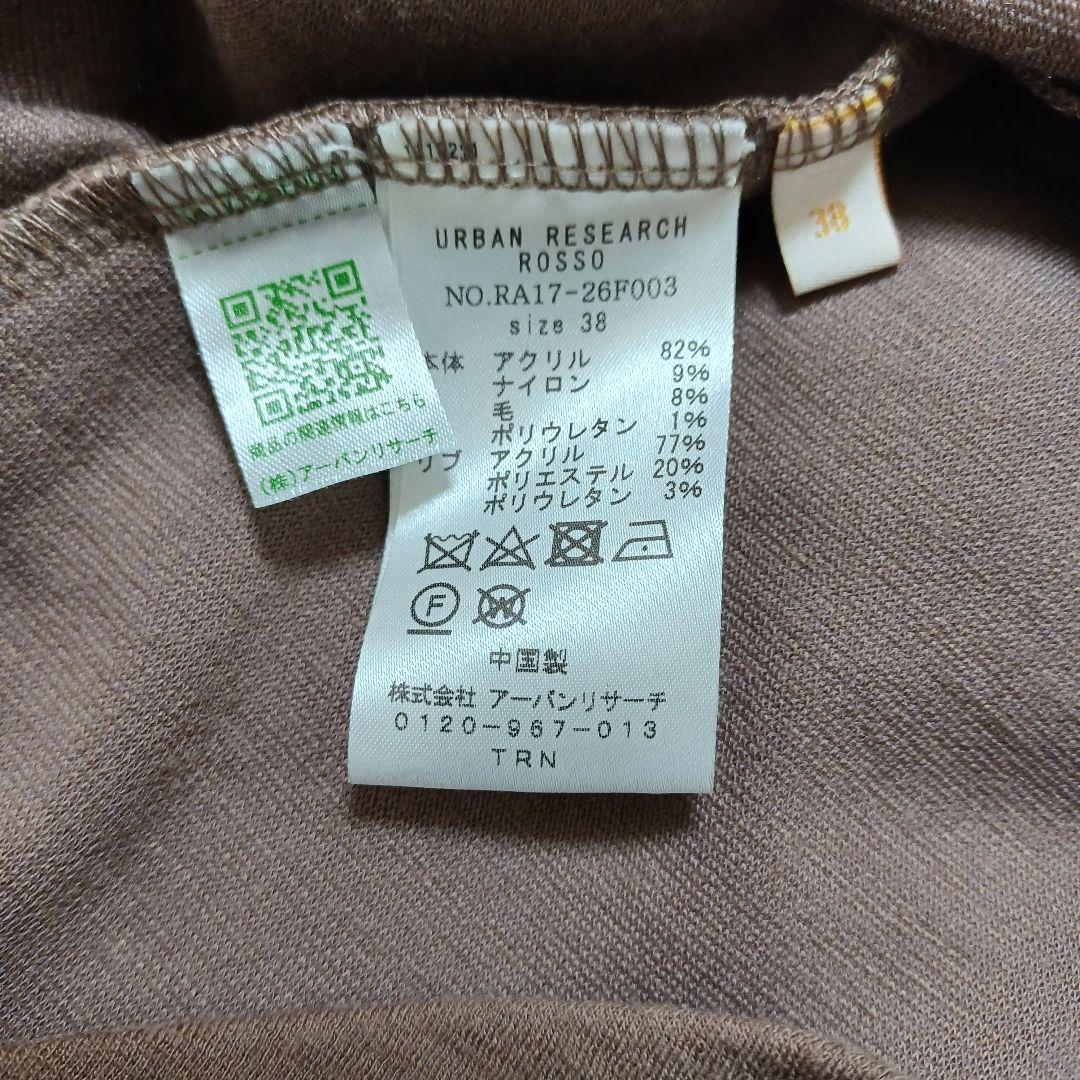 URBAN RESEARCH
ROSSO
NO.RA17-26F003
size 38
本体 アクリル 82%
ナイロン 9%
毛 8%
ポリウレタン 1%
リブ アクリル 77%
ポリエステル 20%
ポリウレタン 3%
F
W
中国製
株式会社 アーバンリサーチ
0120-967-013
TRN
商品の関連情報はこちら
(株)アーバンリサーチ
38